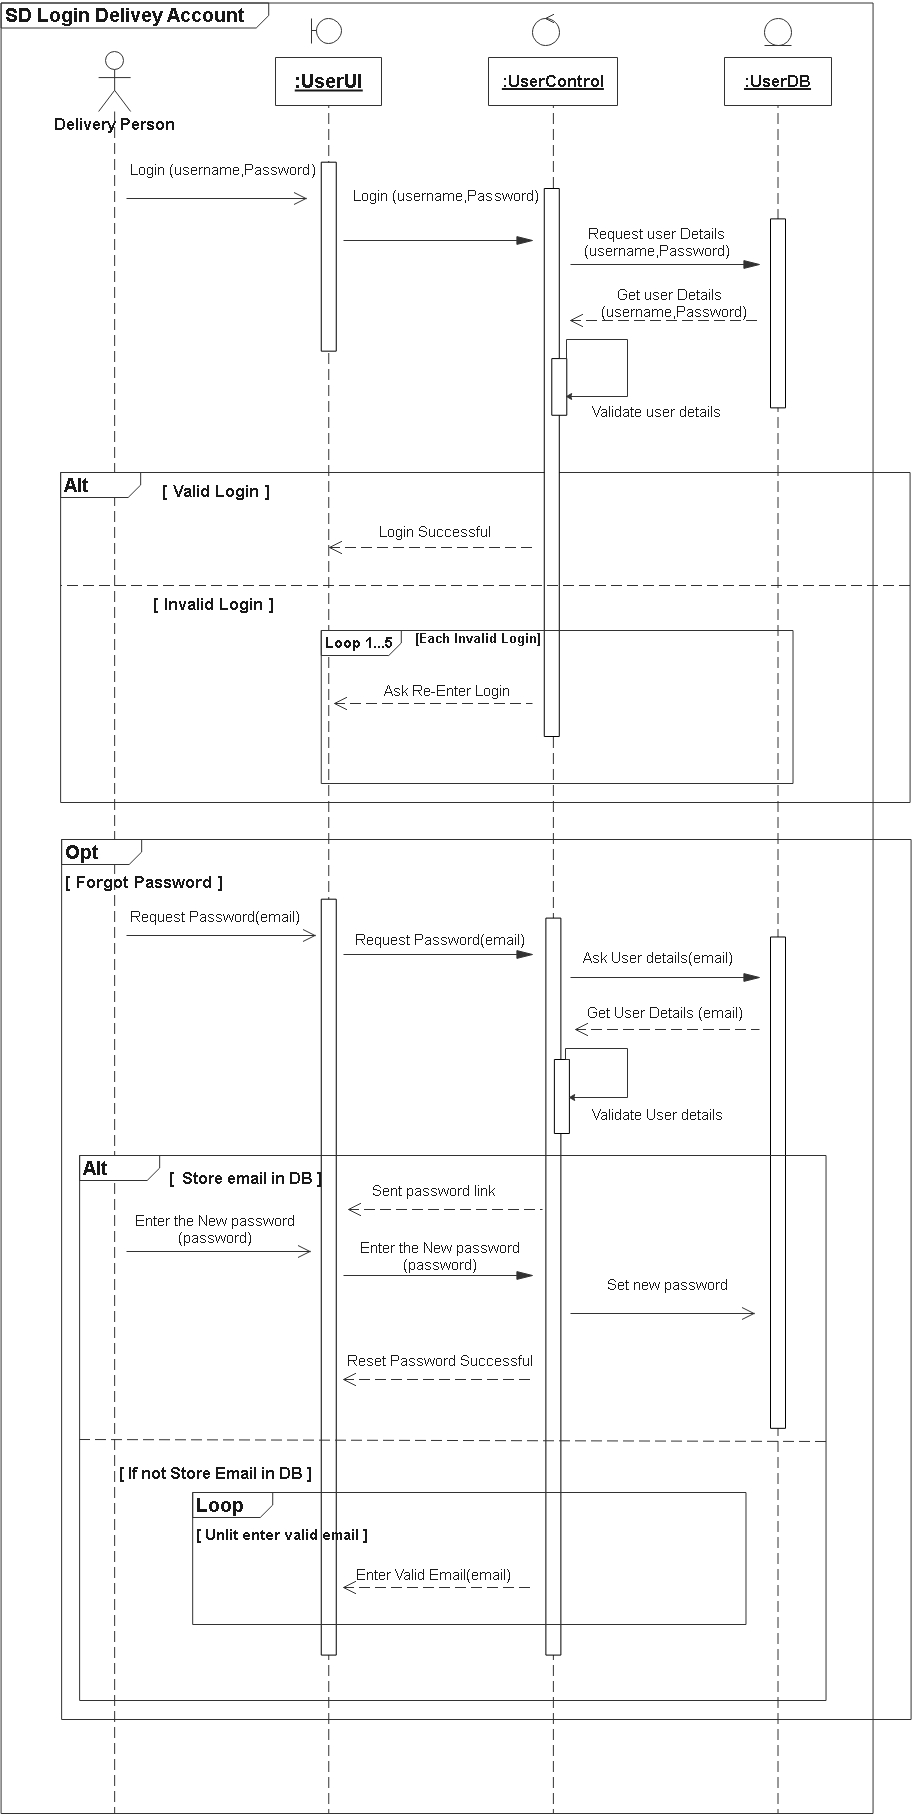 SD Login Delivey Account
:UserUI
:UserControl
:UserDB
Delivery Person
Login (username,Password)
Login (username,Password)
Request user Details
(username,Password)
Get user Details
(username,Password)
Validate user details
Alt
[ Valid Login ]
Login Successful
[ Invalid Login ]
Loop 1...5
[Each Invalid Login]
Ask Re-Enter Login
Opt
[ Forgot Password ]
Request Password(email)
Request Password(email)
Ask User details(email)
Get User Details (email)
Validate User details
Alt
[ Store email in DB ]
Sent password link
Enter the New password
(password)
Enter the New password
(password)
Set new password
Reset Password Successful
[ If not Store Email in DB ]
Loop
[ Unlit enter valid email ]
Enter Valid Email(email)